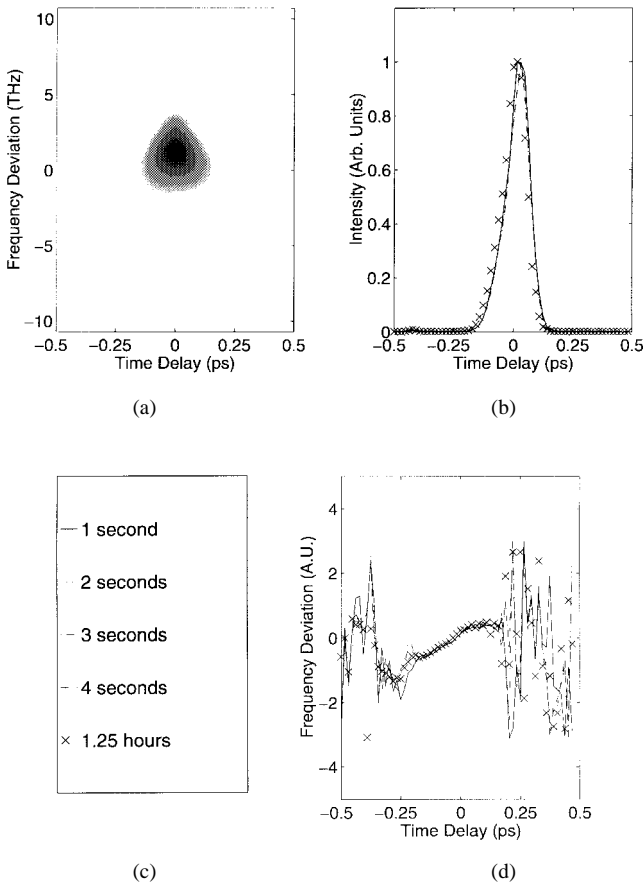 10
5
0
−5
−10
−0.5 −0.25 0 0.25 0.5
Frequency Deviation (THz)
Time Delay (ps)
(a)
1
0.8
0.6
0.4
0.2
0
−0.5 −0.25 0 0.25 0.5
Intensity (Arb. Units)
Time Delay (ps)
(b)
1 second
2 seconds
3 seconds
4 seconds
1.25 hours
(c)
4
2
0
−2
−4
−0.5 −0.25 0 0.25 0.5
Frequency Deviation (A.U.)
Time Delay (ps)
(d)